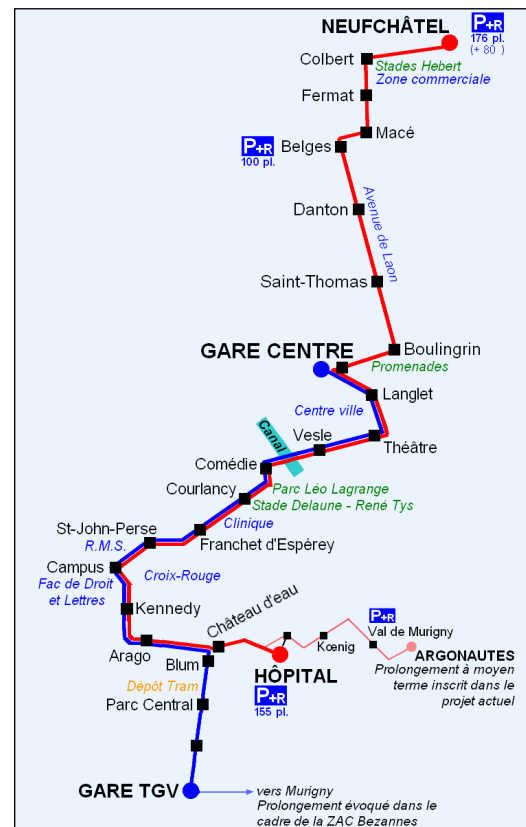 NEUFCHÂTEL
P+R
176 pl.
(+ 80 )
Colbert
Stades Hebert
Zone commerciale
Fermat
Macé
P+R
100 pl.
Belges
Danton
Avenue de Laon
Saint-Thomas
Boulingrin
GARE CENTRE
Promenades
Langlet
Centre ville
Canal
Vesle
Théâtre
Comédie
Parc Léo Lagrange
Courlancy
Stade Delaune - René Tys
Clinique
St-John-Perse
R.M.S.
Franchet d'Espérey
Campus
Fac de Droit
et Lettres
Croix-Rouge
Kennedy
Château d'eau
Arago
P+R
Kœnig
Val de Murigny
Blum
HÔPITAL
ARGONAUTES
Prolongement à moyen
terme inscrit dans le
projet actuel
Dépôt Tram
P+R
155 pl.
Parc Central
GARE TGV
vers Murigny
Prolongement évoqué dans le
cadre de la ZAC Bezannes